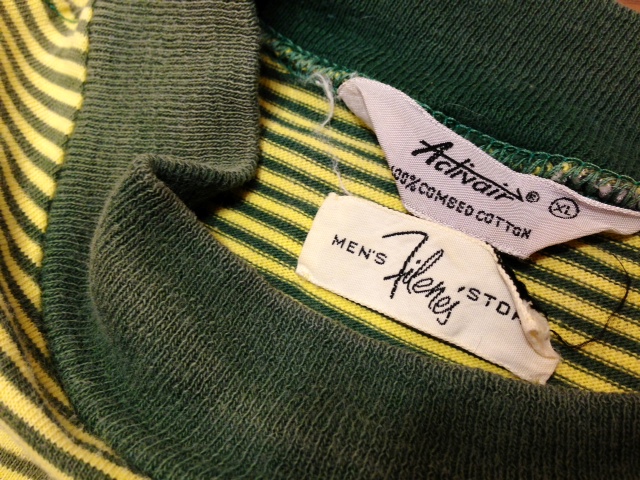 Activair®
XL
100% COMBED COTTON
MEN'S Filene's STO